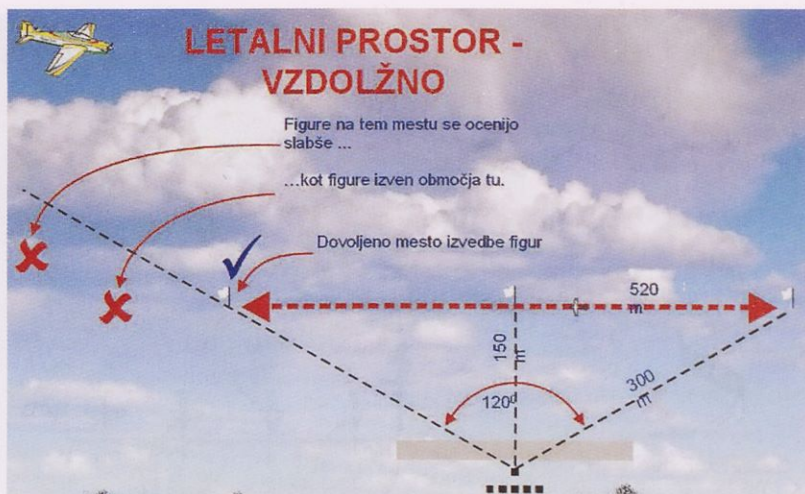 LETALNI PROSTOR -
VZDOLŽNO
Figure na tem mestu se ocenijo
slabše ...
...kot figure izven območja tu.
Dovoljeno mesto izvedbe figur
520
m
150
m
300
m
120⁰